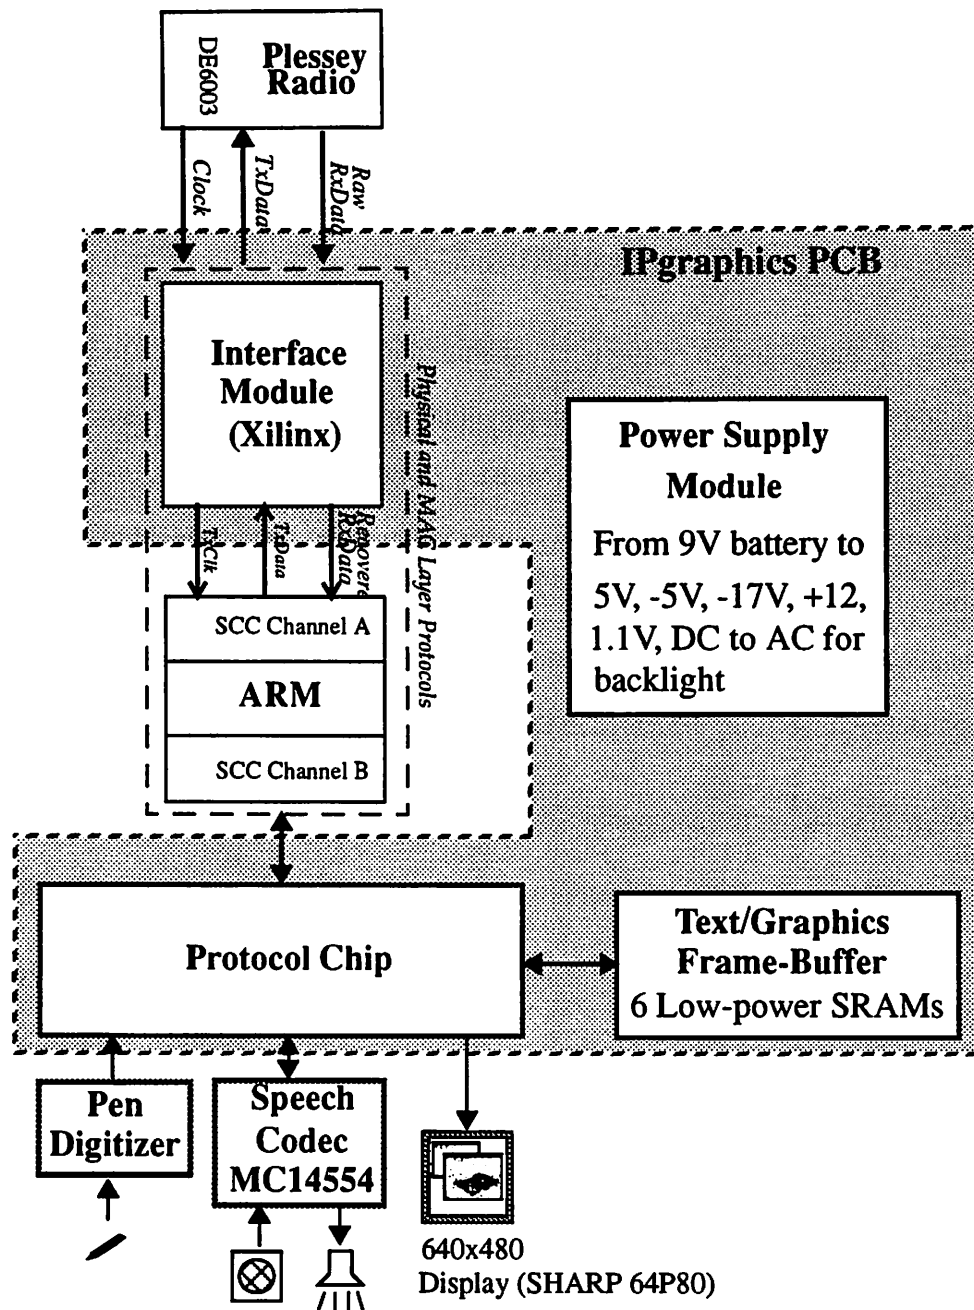 DE6003
Plessey
Radio
Clock
TxData
Raw
RxData
IPgraphics PCB
Interface
Module
(Xilinx)
Physical and MAC Layer Protocols
Power Supply
Module
From 9V battery to
5V, -5V, -17V, +12,
1.1V, DC to AC for
backlight
TxClk
TxData
RxData
SCC Channel A
ARM
SCC Channel B
Protocol Chip
Text/Graphics
Frame-Buffer
6 Low-power SRAMs
Pen
Digitizer
Speech
Codec
MC14554
640x480
Display (SHARP 64P80)